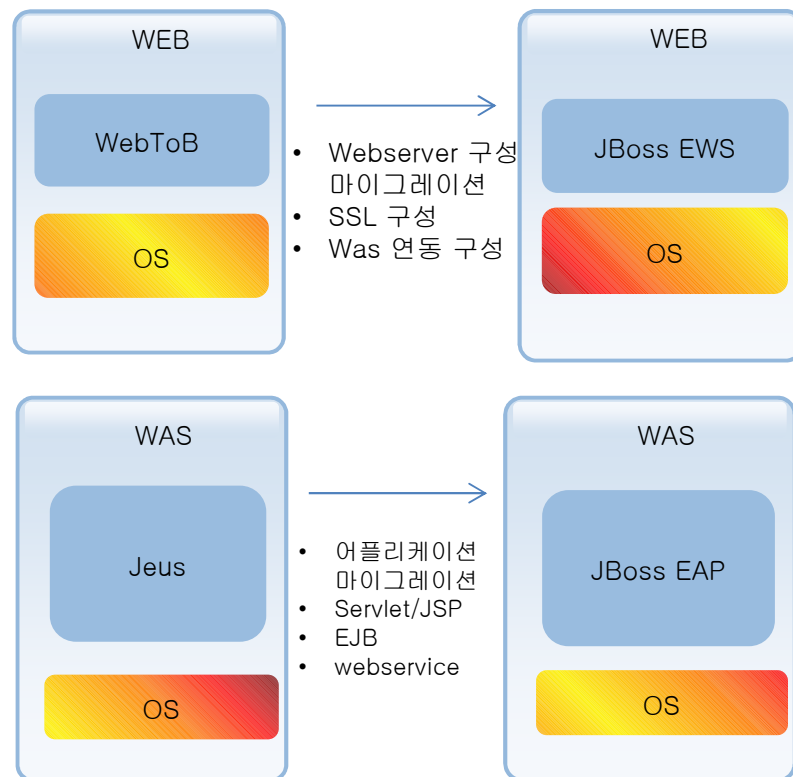 WEB
WebToB
OS
• Webserver 구성
마이그레이션
• SSL 구성
• Was 연동 구성
WEB
JBoss EWS
OS
WAS
Jeus
OS
• 어플리케이션
마이그레이션
• Servlet/JSP
• EJB
• webservice
WAS
JBoss EAP
OS